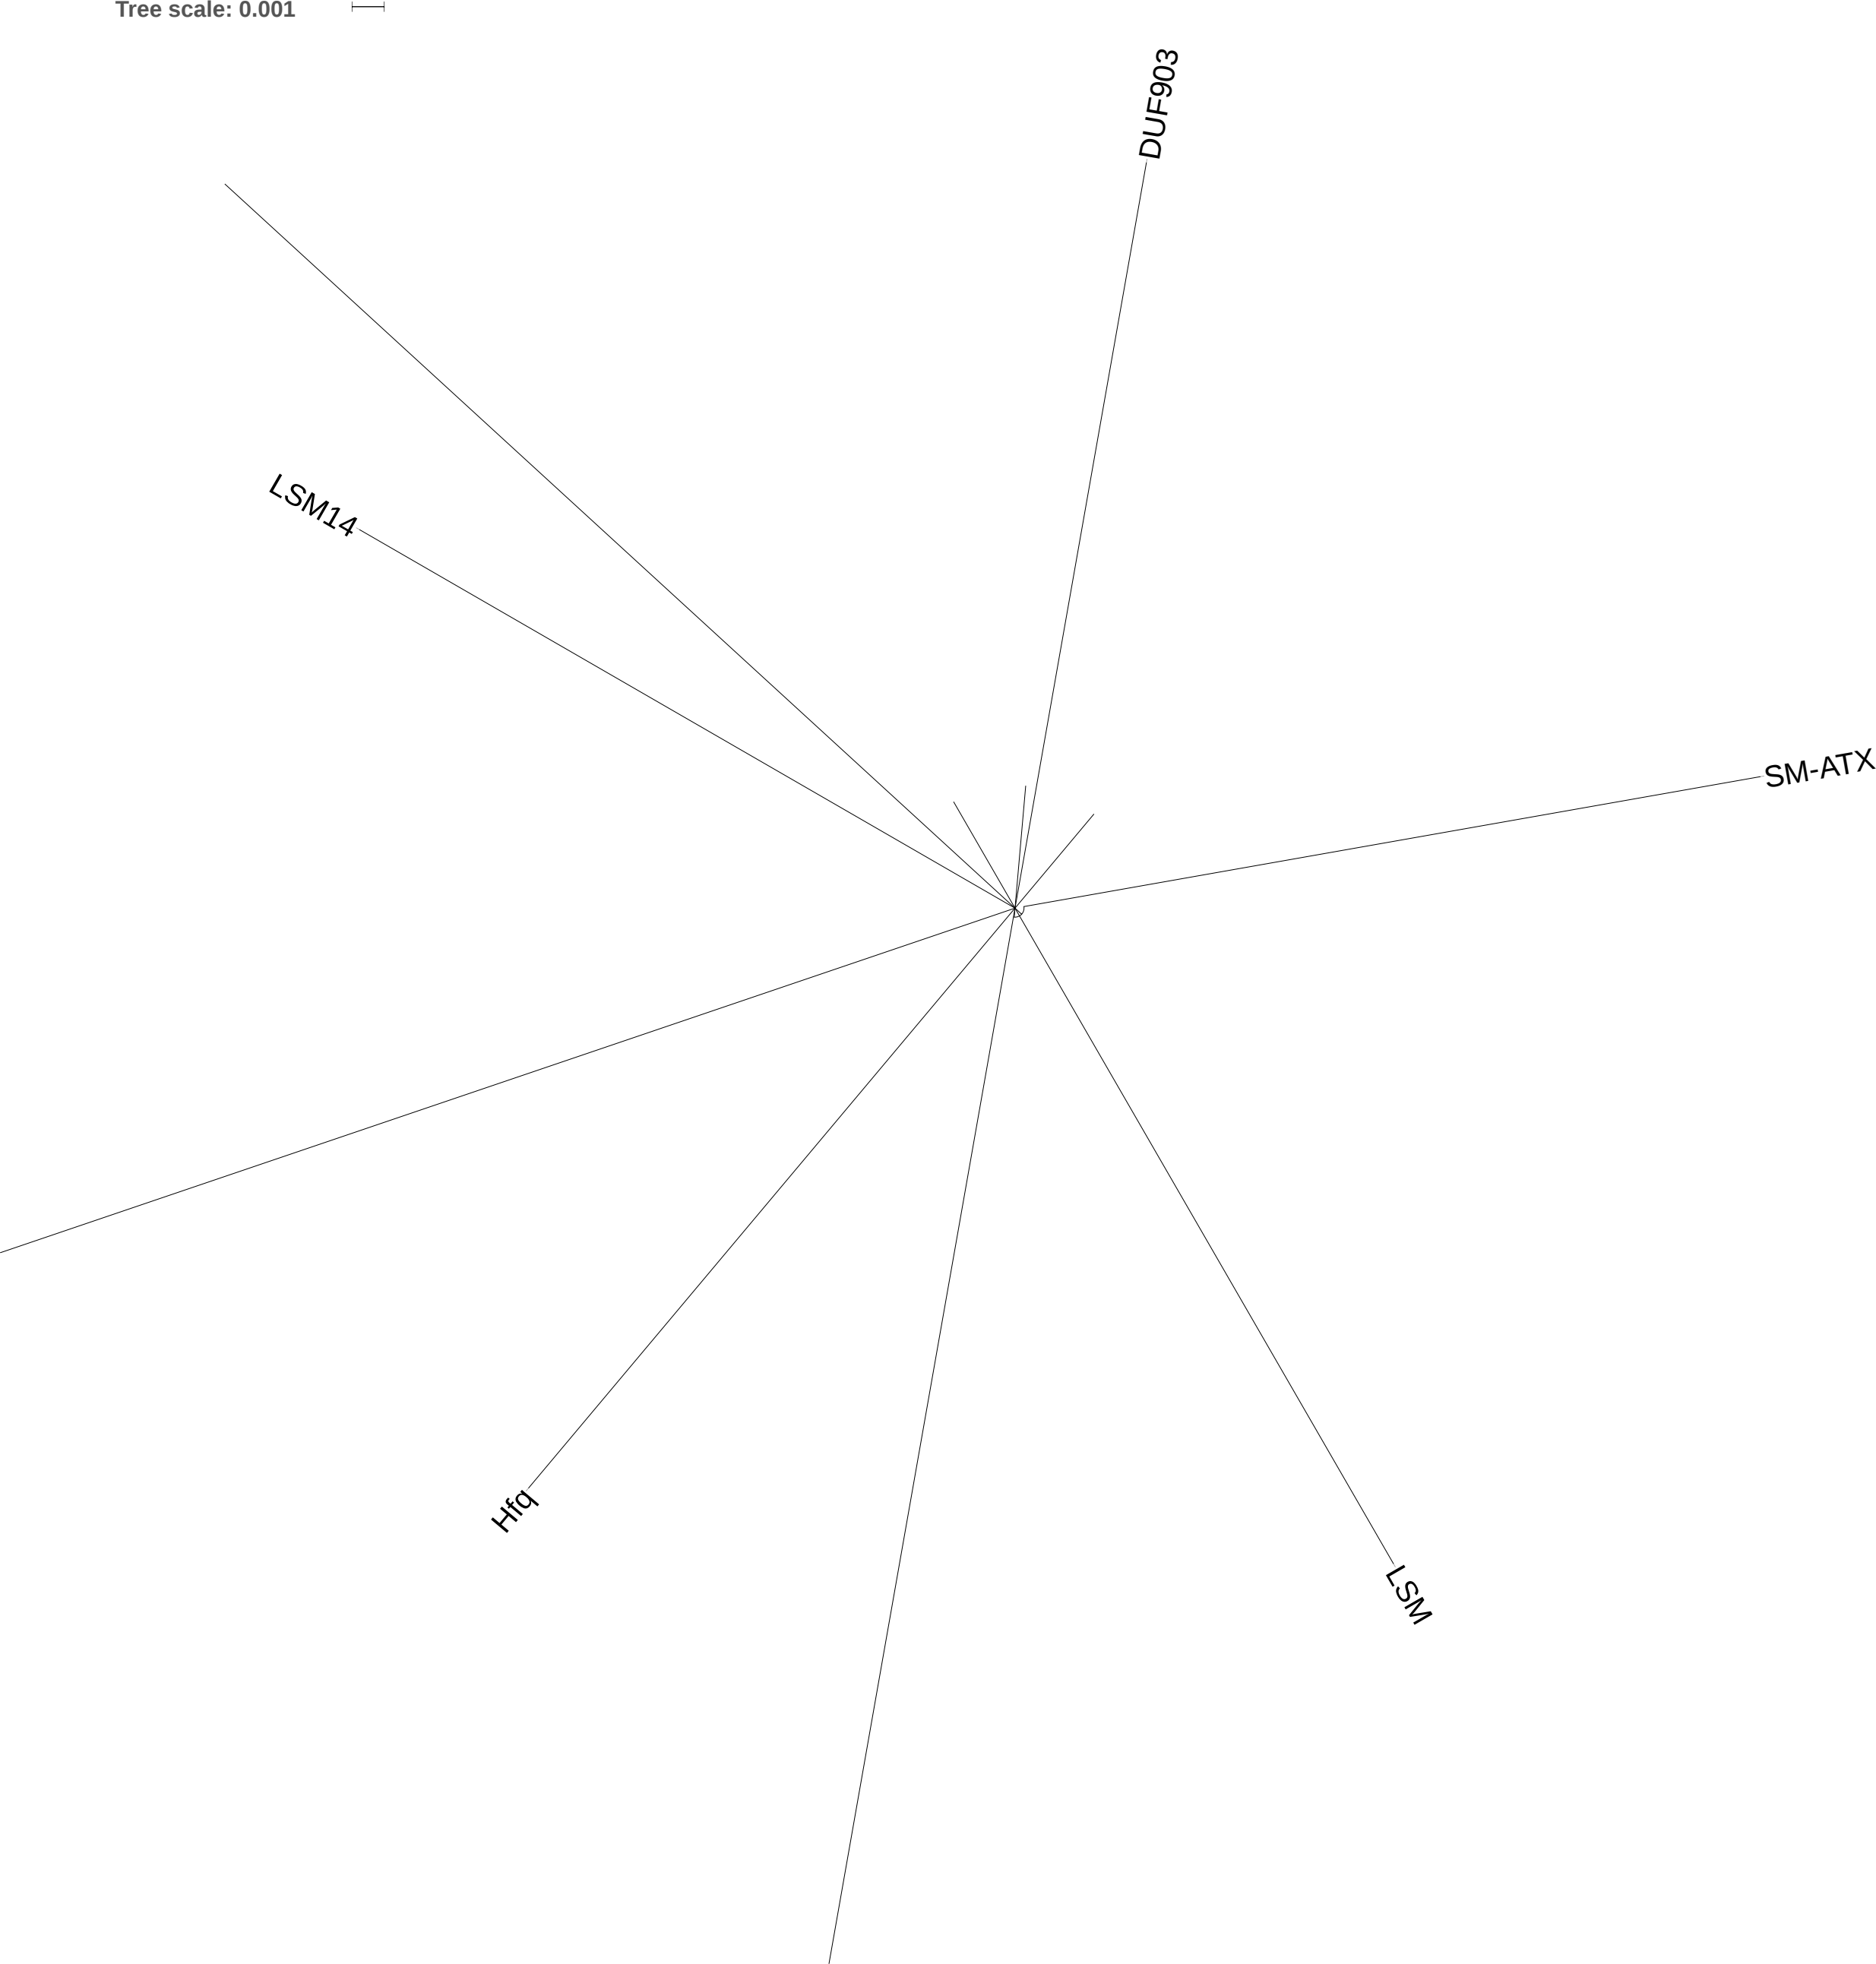 Tree scale: 0.001
DUF903
LSM14
SM-ATX
Hfq
LSM